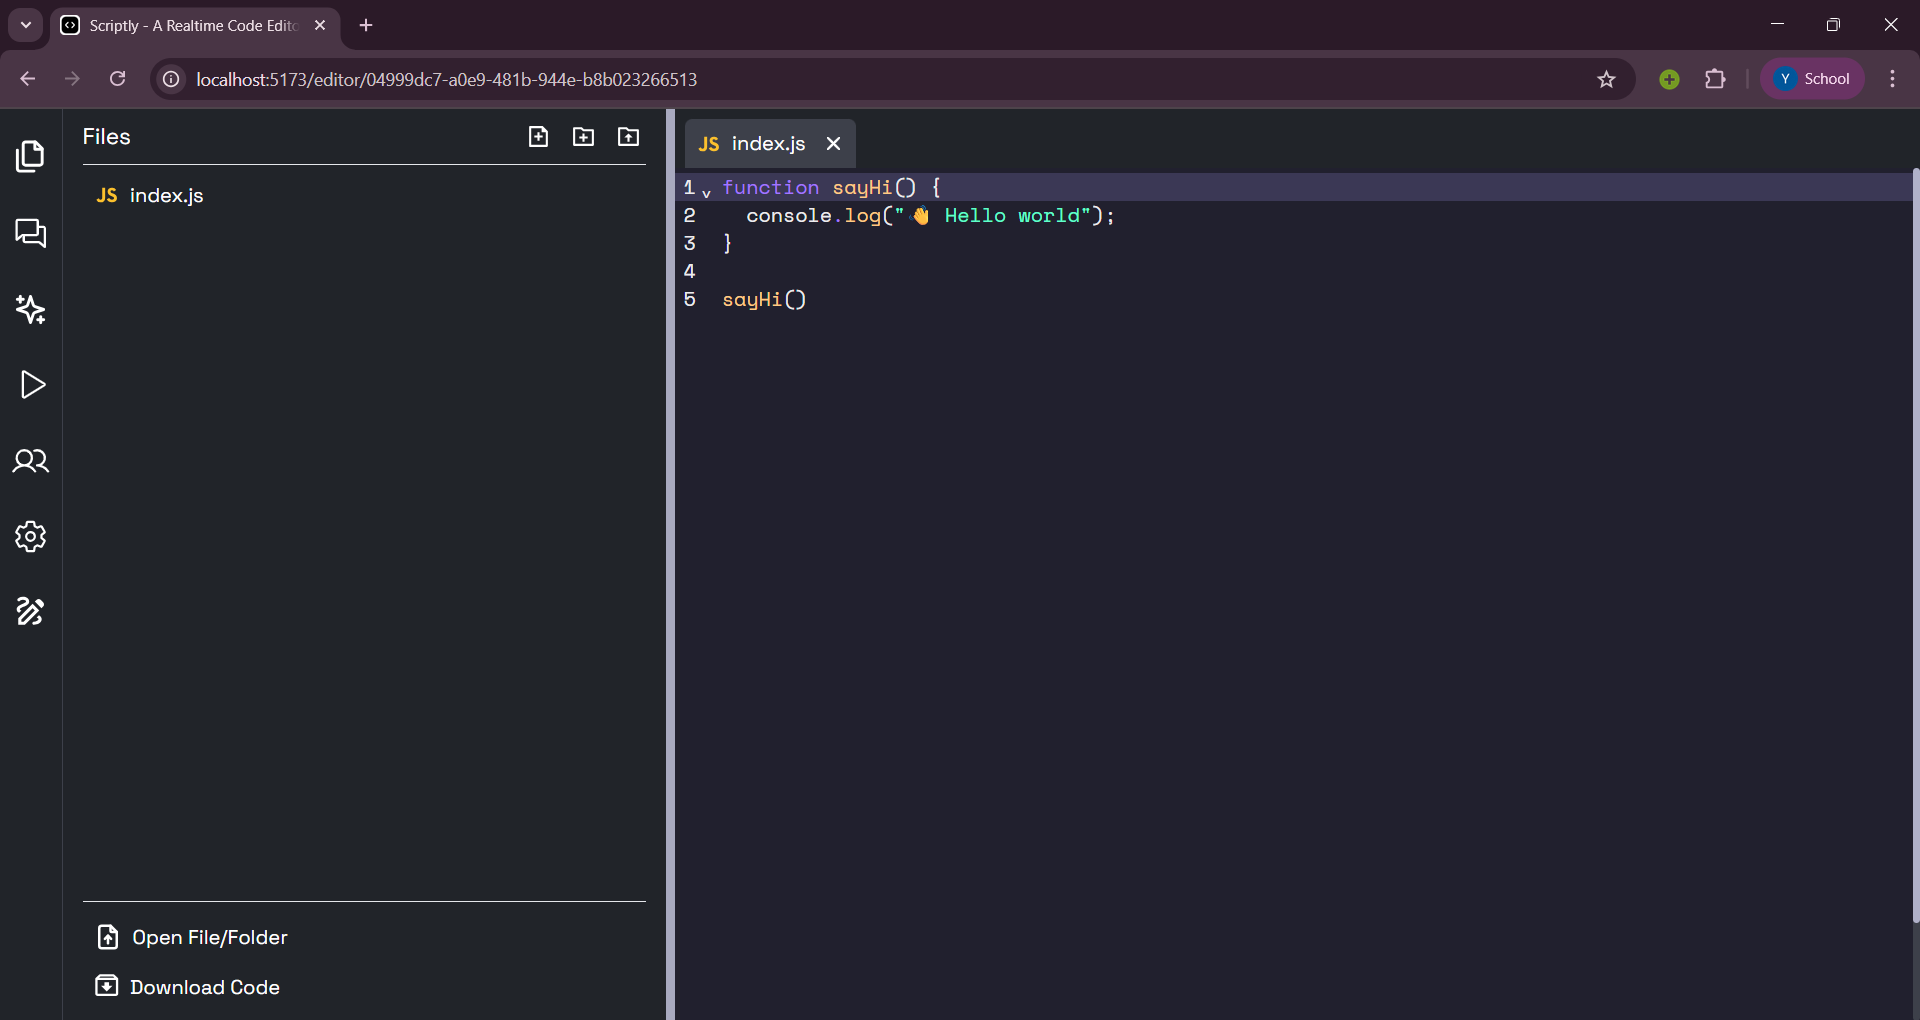 Scriptly - A Realtime Code Edito
localhost:5173/editor/04999dc7-a0e9-481b-944e-b8b023266513
Y School
Files
JS index.js
Open File/Folder
Download Code
JS index.js
1 function sayHi() {
2 console.log("👋 Hello world");
3 }
4
5 sayHi()